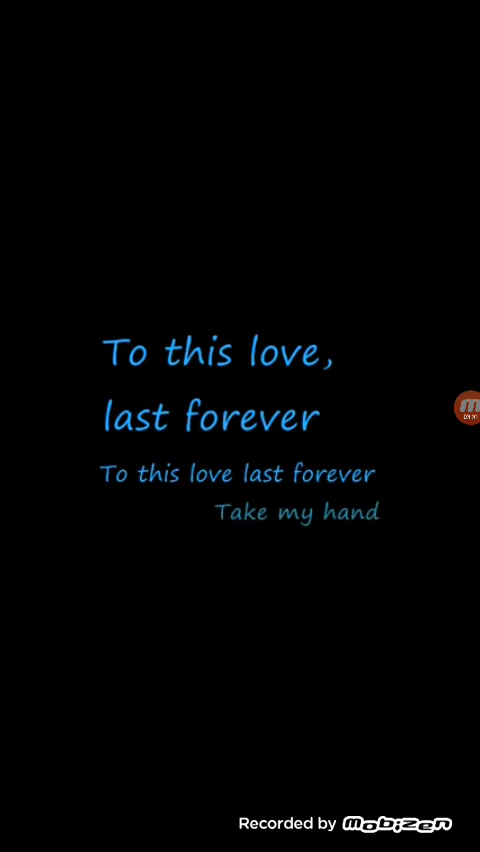 To this love,
last forever
To this love last forever
Take my hand
Recorded by Mobizen